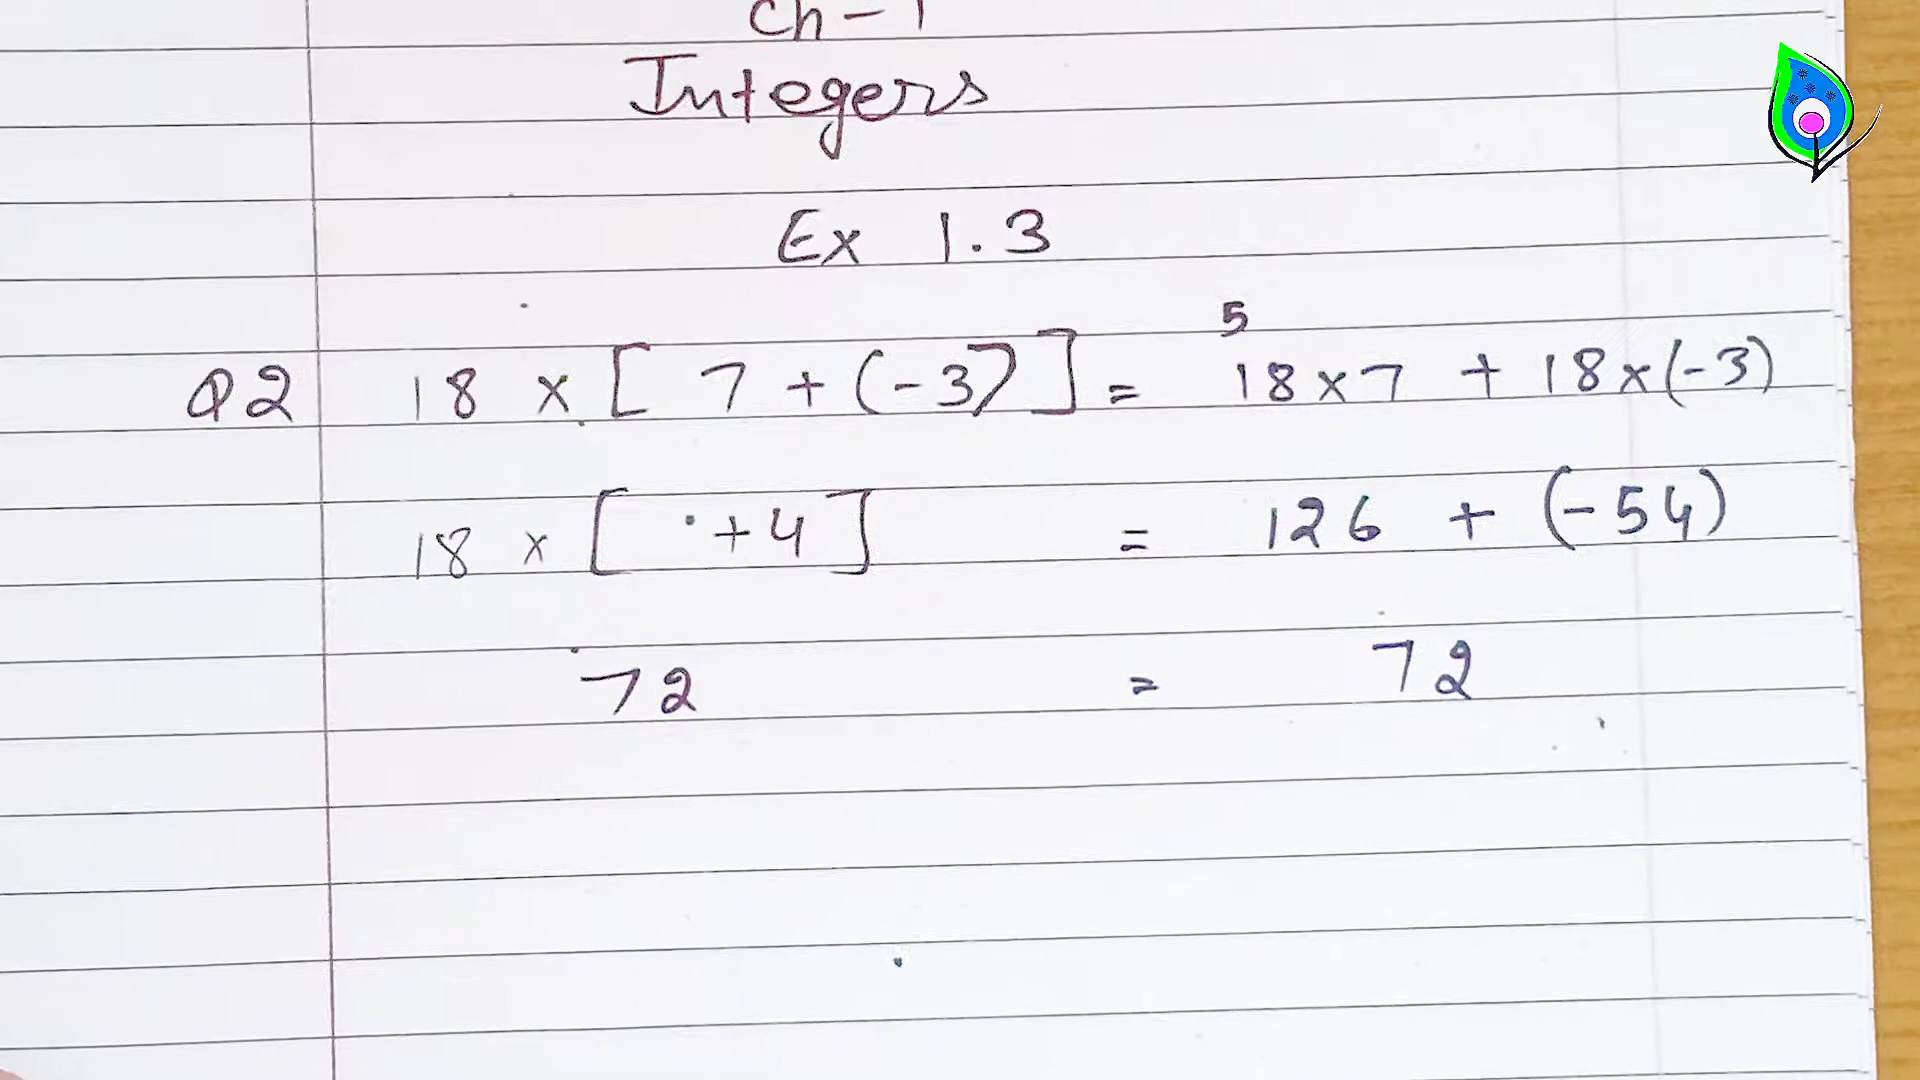 Ch - 1
Integers
Ex 1.3
5
Q2 18 × [ 7 + (-3) ] = 18 × 7 + 18 × (-3)
18 × [ +4 ] = 126 + (-54)
72 = 72